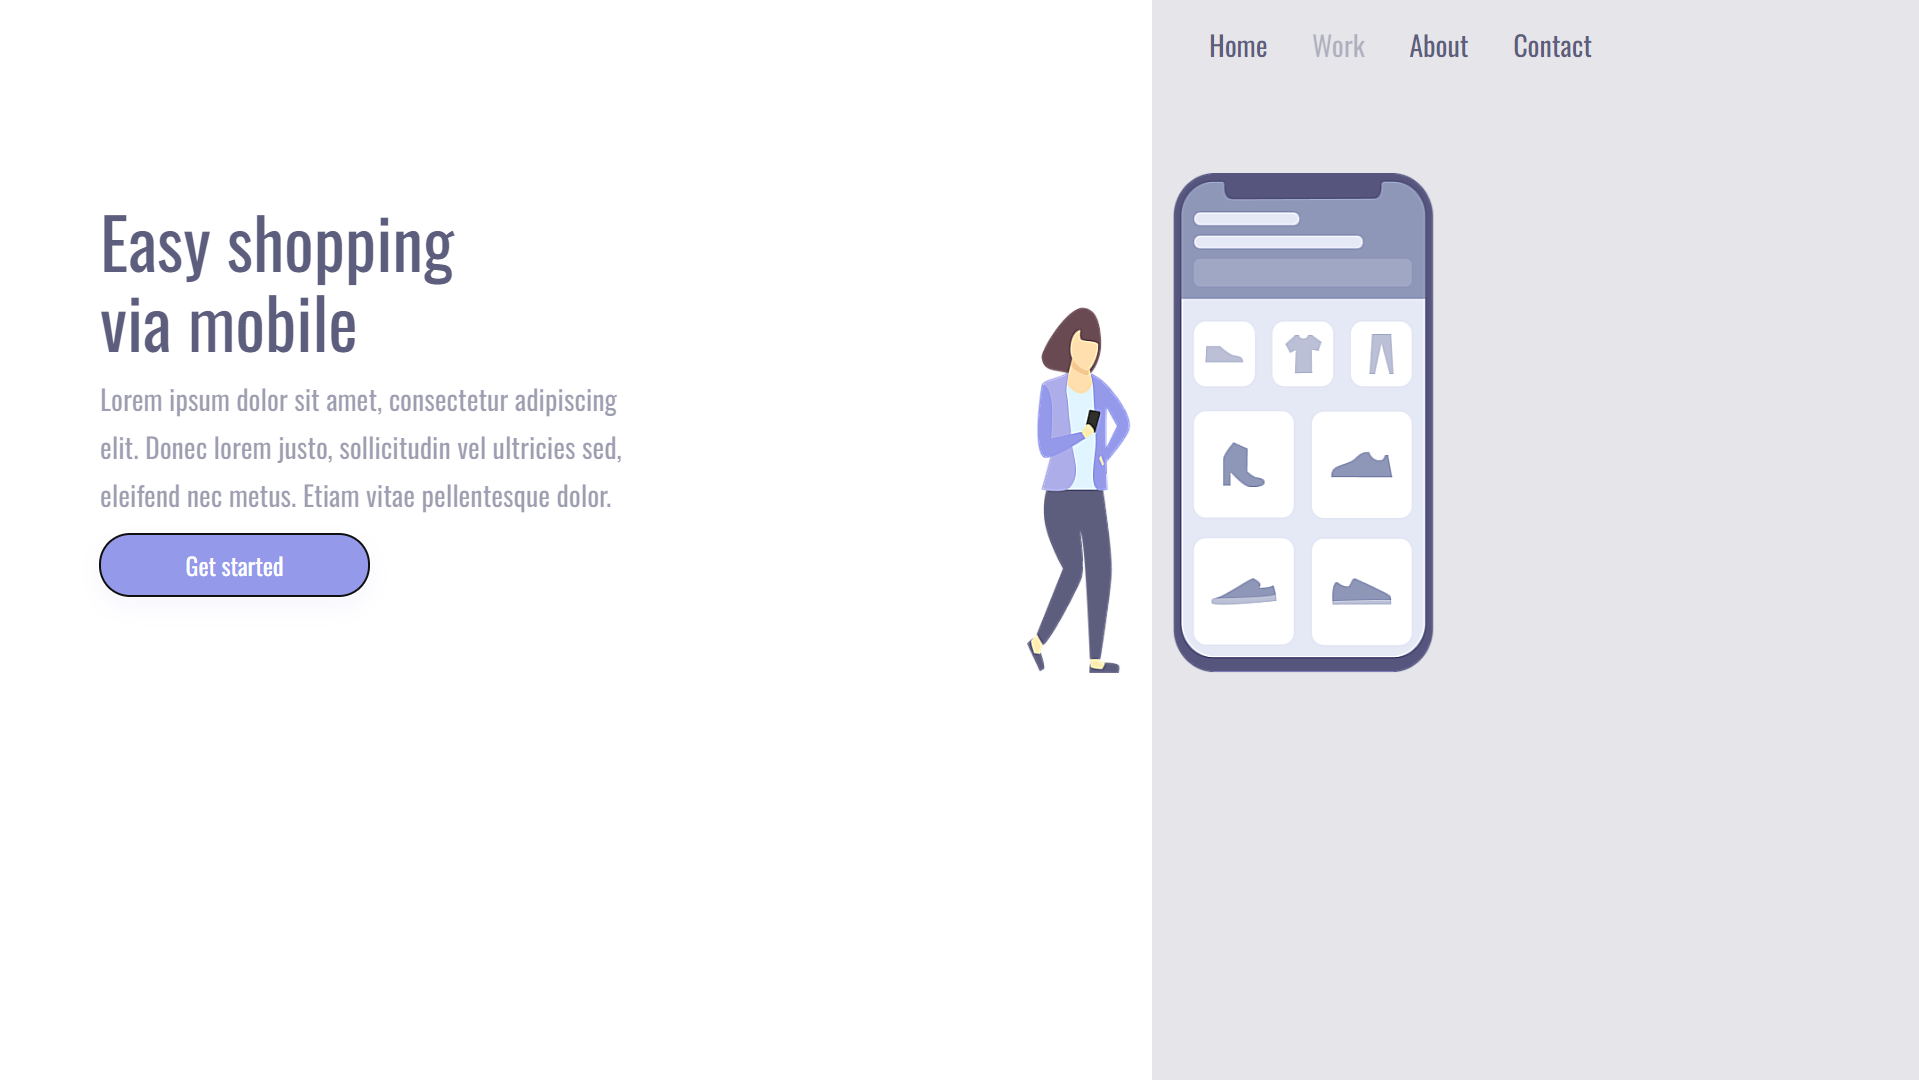 Home Work About Contact
Easy shopping
via mobile
Lorem ipsum dolor sit amet, consectetur adipiscing
elit. Donec lorem justo, sollicitudin vel ultricies sed,
eleifend nec metus. Etiam vitae pellentesque dolor.
Get started